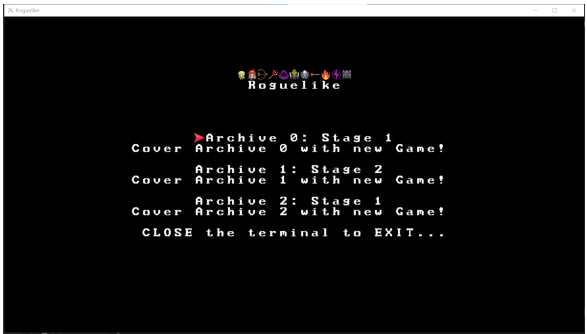 Roguelike
Roguelike
Archive 0: Stage 1
Cover Archive 0 with new Game!
Archive 1: Stage 2
Cover Archive 1 with new Game!
Archive 2: Stage 1
Cover Archive 2 with new Game!
CLOSE the terminal to EXIT...